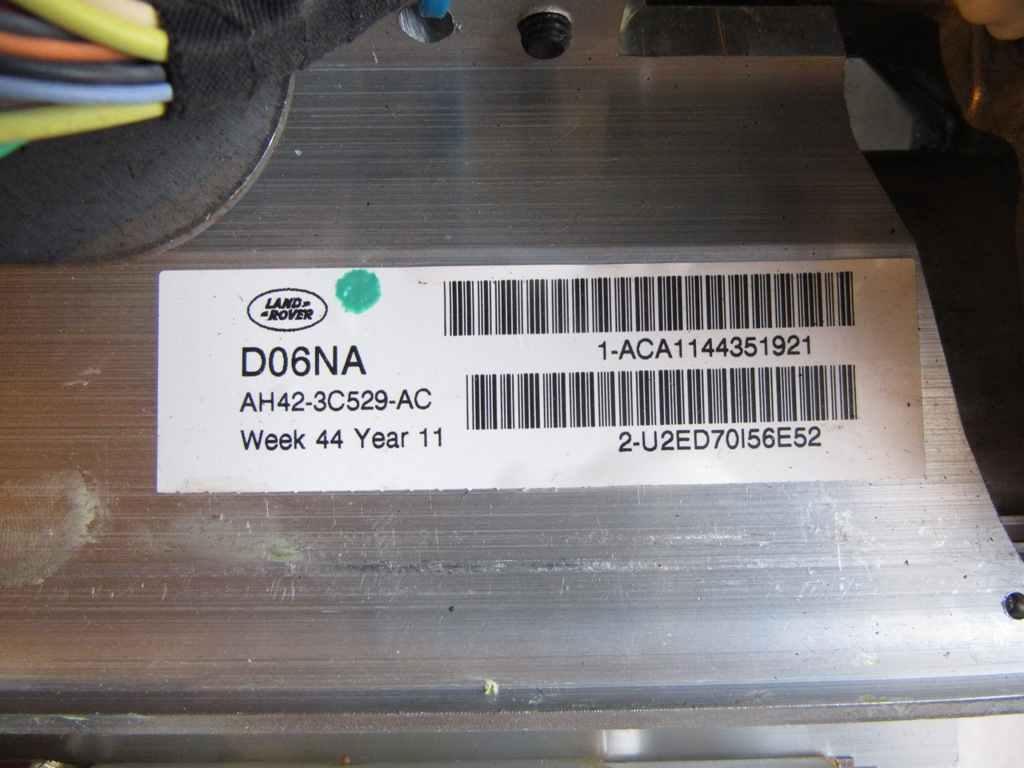 LAND-
-ROVER
D06NA
AH42-3C529-AC
Week 44 Year 11
1-ACA1144351921
2-U2ED70I56E52